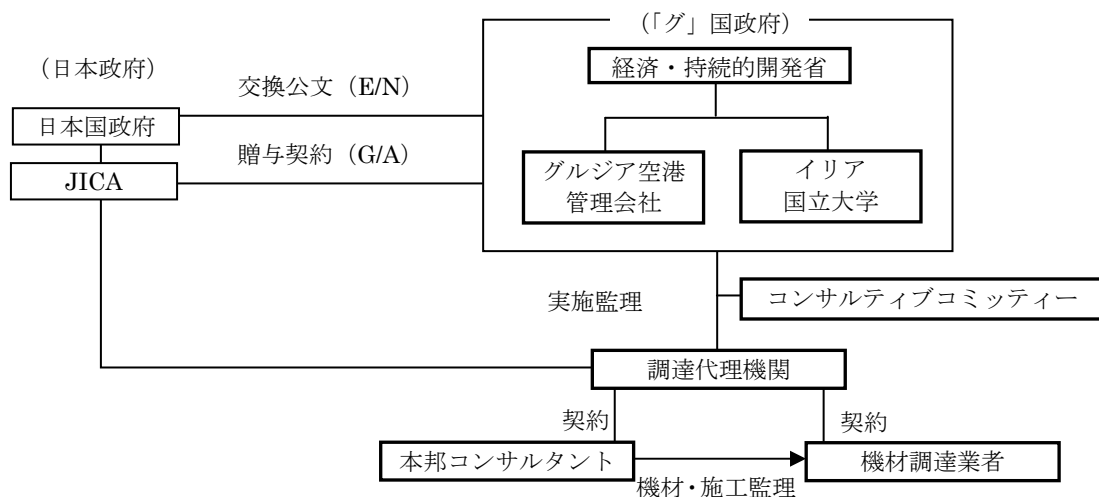 (「グ」国政府)
(日本政府)
経済・持続的開発省
交換公文(E/N)
日本国政府
贈与契約(G/A)
JICA
グルジア空港
管理会社
イリア
国立大学
実施監理
コンサルティブコミッティー
調達代理機関
契約
契約
本邦コンサルタント
機材調達業者
機材・施工監理